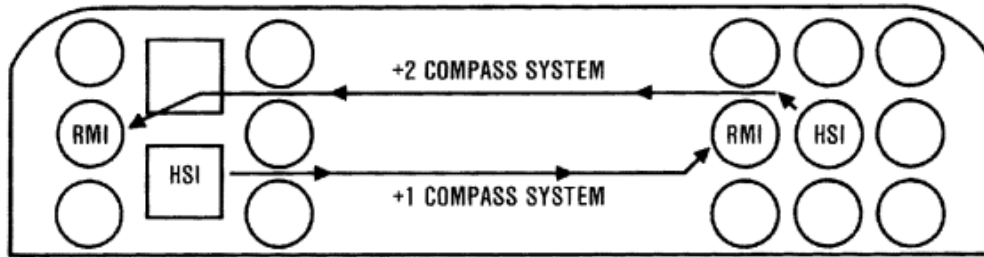 +2 COMPASS SYSTEM
RMI
RMI
HSI
HSI
+1 COMPASS SYSTEM